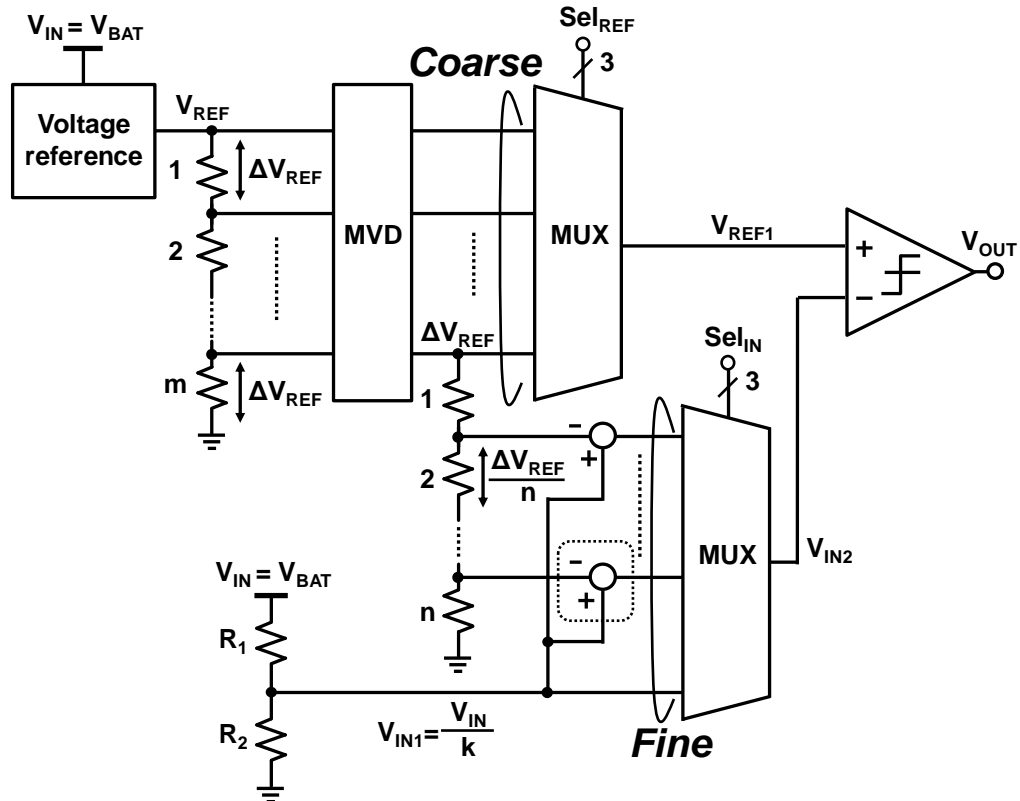 V_IN = V_BAT
Voltage
reference
V_REF
1
ΔV_REF
2
m
ΔV_REF
MVD
Coarse
Sel_REF
3
MUX
V_REF1
+
−
V_OUT
ΔV_REF
1
2
ΔV_REF
n
n
-
+
-
+
Sel_IN
3
MUX
V_IN2
V_IN = V_BAT
R_1
R_2
V_IN1 = V_IN
k
Fine